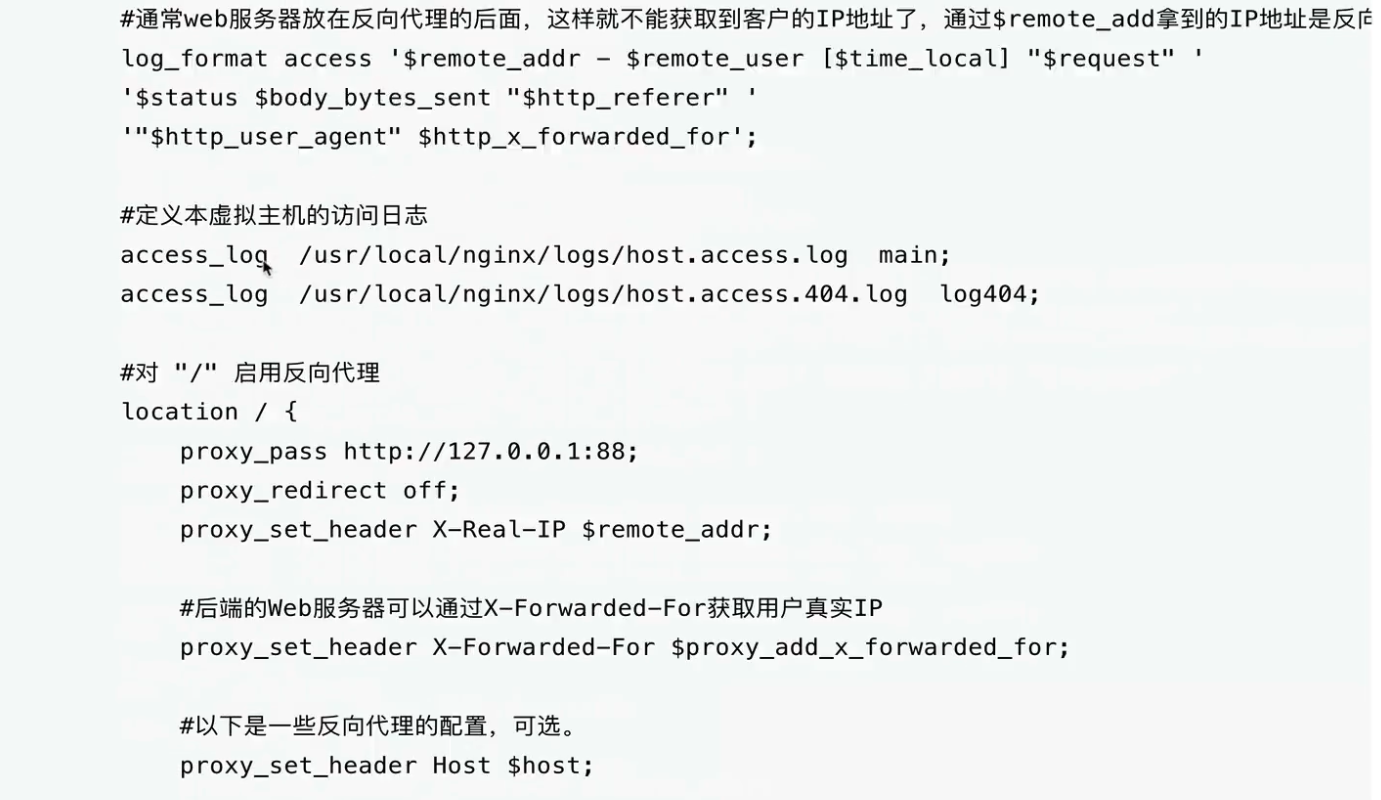 #通常web服务器放在反向代理的后面，这样就不能获取到客户的IP地址了，通过$remote_add拿到的IP地址是反向
log_format access '$remote_addr - $remote_user [$time_local] "$request" '
'$status $body_bytes_sent "$http_referer" '
'"$http_user_agent" $http_x_forwarded_for';
#定义本虚拟主机的访问日志
access_log  /usr/local/nginx/logs/host.access.log  main;
access_log  /usr/local/nginx/logs/host.access.404.log  log404;
#对 "/" 启用反向代理
location / {
    proxy_pass http://127.0.0.1:88;
    proxy_redirect off;
    proxy_set_header X-Real-IP $remote_addr;
    #后端的Web服务器可以通过X-Forwarded-For获取用户真实IP
    proxy_set_header X-Forwarded-For $proxy_add_x_forwarded_for;
    #以下是一些反向代理的配置，可选。
    proxy_set_header Host $host;